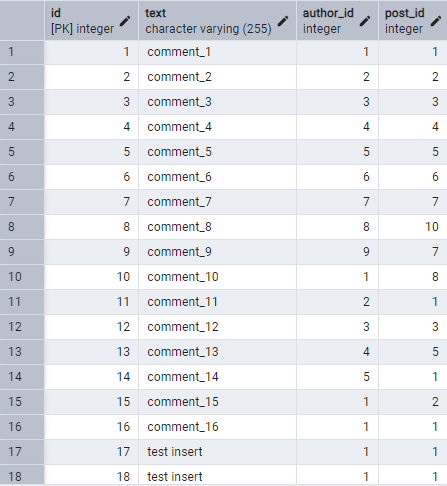 id text author_id post_id
[PK] integer character varying (255) integer integer
1 1 comment_1 1 1
2 2 comment_2 2 2
3 3 comment_3 3 3
4 4 comment_4 4 4
5 5 comment_5 5 5
6 6 comment_6 6 6
7 7 comment_7 7 7
8 8 comment_8 8 10
9 9 comment_9 9 7
10 10 comment_10 1 8
11 11 comment_11 2 1
12 12 comment_12 3 3
13 13 comment_13 4 5
14 14 comment_14 5 1
15 15 comment_15 1 2
16 16 comment_16 1 1
17 17 test insert 1 1
18 18 test insert 1 1